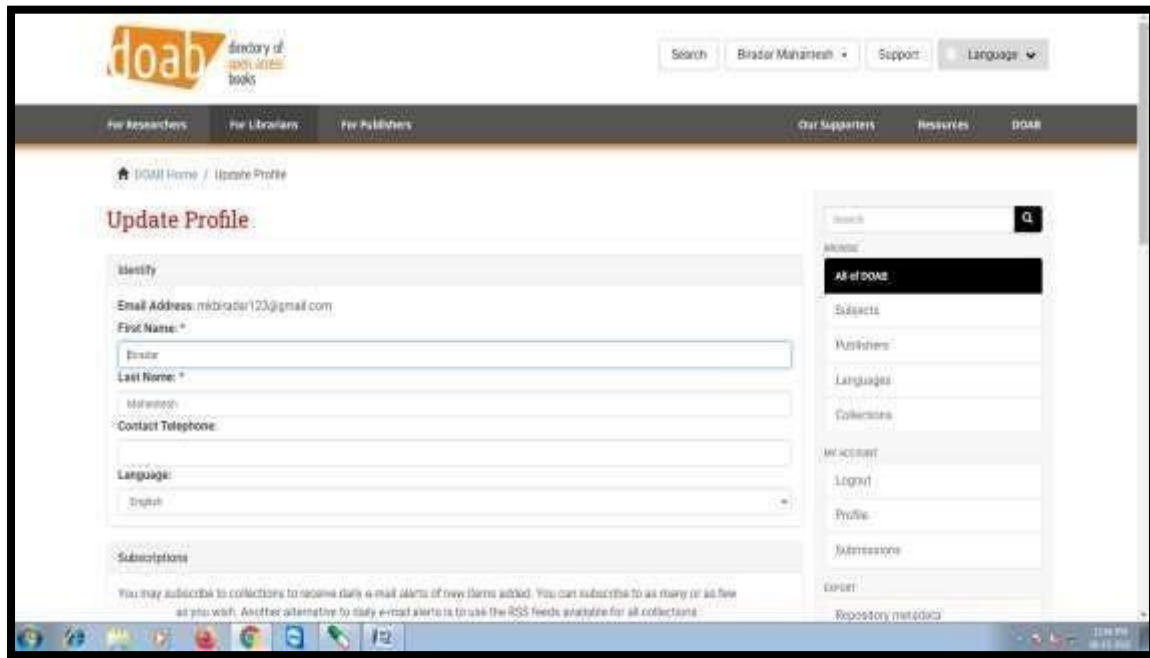 doab directory of
open access
books
Search Biradar Mahantesh Support Language
For Researchers For Librarians For Publishers Our Supporters Resources DOAB
DOAB Home / Update Profile
Update Profile
Identify
Email Address: mkbiradar123@gmail.com
First Name: *
Biradar
Last Name: *
Mahantesh
Contact Telephone:
Language:
English
Subscriptions
You may subscribe to collections to receive daily e-mail alerts of new items added. You can subscribe to as many or as few
as you wish. Another alternative to daily e-mail alerts is to use the RSS feeds available for all collections
Search
BROWSE
All of DOAB
Subjects
Publishers
Languages
Collections
MY ACCOUNT
Logout
Profile
Submissions
EXPORT
Repository metadata